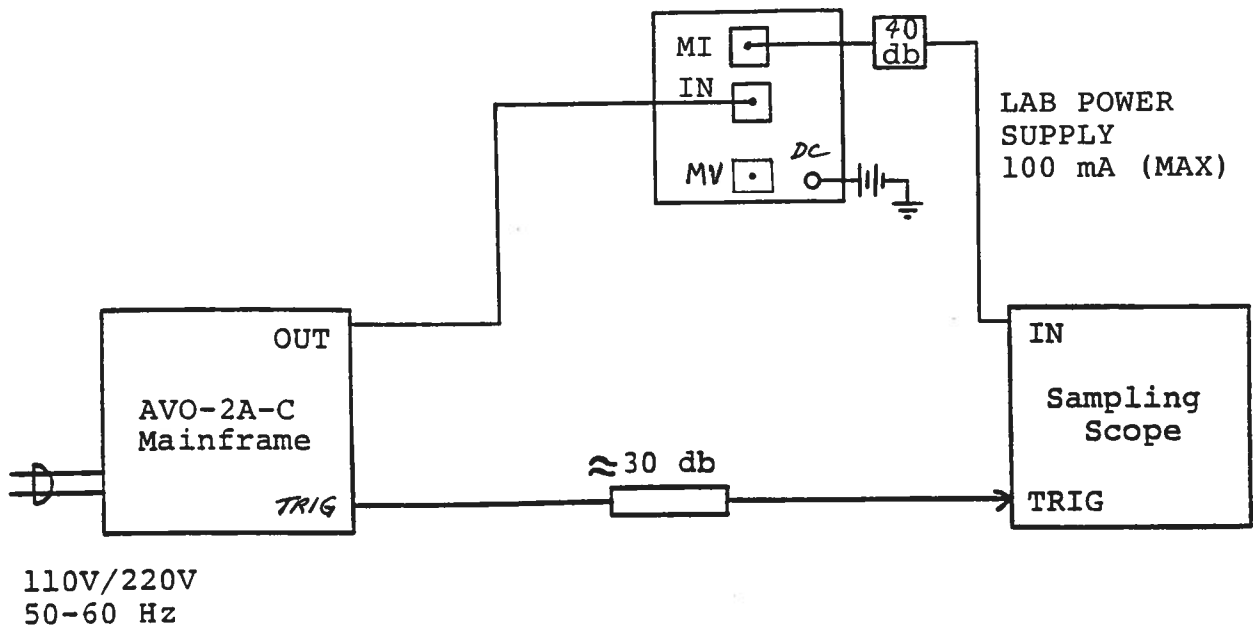 MI
40
db
IN
LAB POWER
SUPPLY
100 mA (MAX)
DC
MV
OUT
IN
AVO-2A-C
Mainframe
Sampling
Scope
≈30 db
TRIG
TRIG
110V/220V
50-60 Hz